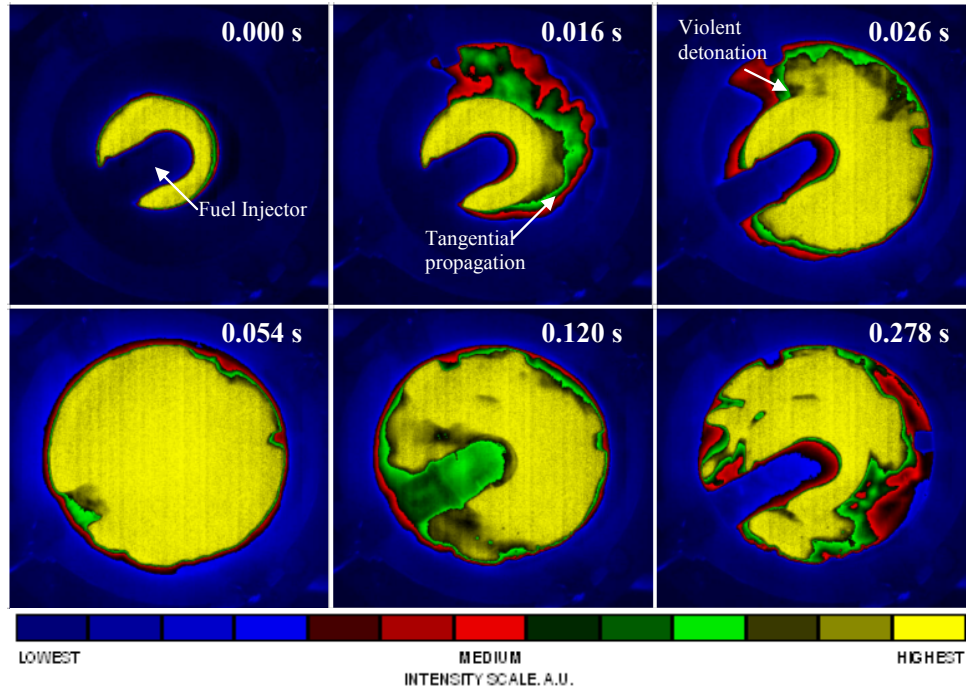 0.000 s
Fuel Injector
0.016 s
Tangential
propagation
0.026 s
Violent
detonation
0.054 s
0.120 s
0.278 s
LOWEST
MEDIUM
HIGHEST
INTENSITY SCALE. A.U.